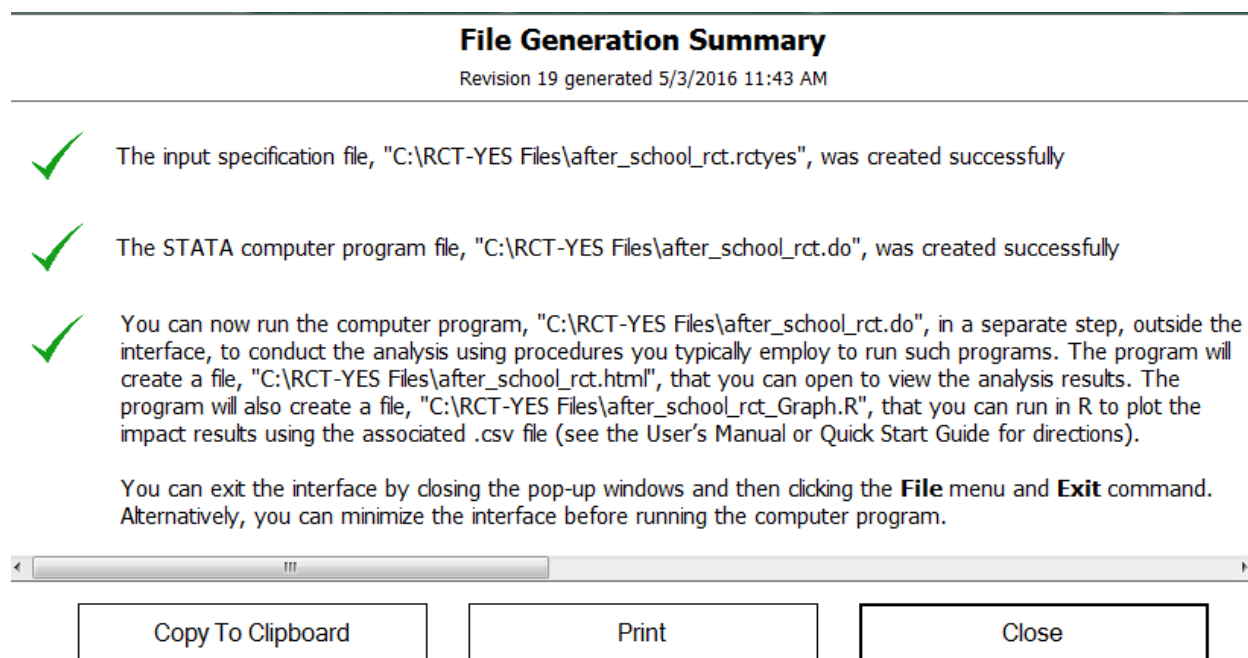 File Generation Summary
Revision 19 generated 5/3/2016 11:43 AM
The input specification file, "C:\RCT-YES Files\after_school_rct.rctyes", was created successfully
The STATA computer program file, "C:\RCT-YES Files\after_school_rct.do", was created successfully
You can now run the computer program, "C:\RCT-YES Files\after_school_rct.do", in a separate step, outside the
interface, to conduct the analysis using procedures you typically employ to run such programs. The program will
create a file, "C:\RCT-YES Files\after_school_rct.html", that you can open to view the analysis results. The
program will also create a file, "C:\RCT-YES Files\after_school_rct_Graph.R", that you can run in R to plot the
impact results using the associated .csv file (see the User's Manual or Quick Start Guide for directions).
You can exit the interface by closing the pop-up windows and then clicking the File menu and Exit command.
Alternatively, you can minimize the interface before running the computer program.
Copy To Clipboard
Print
Close